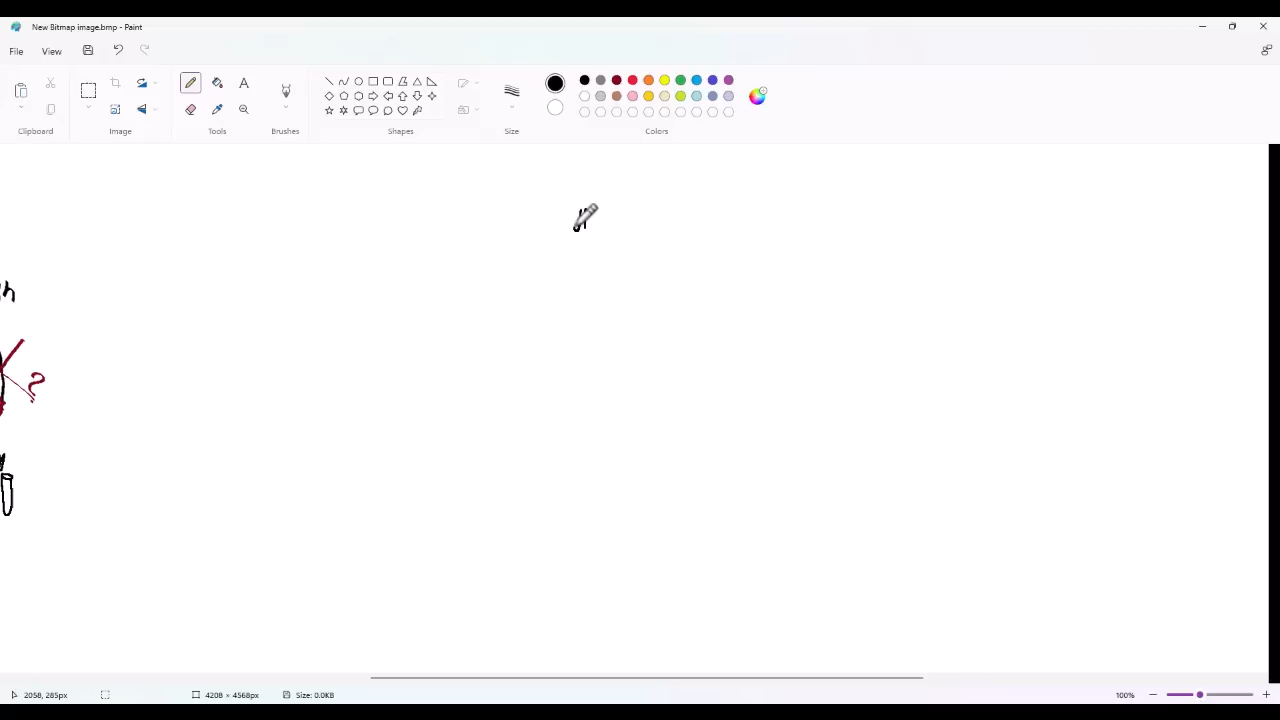 New Bitmap image.bmp - Paint
File View
Clipboard Image Tools Brushes Shapes Size Colors
?
2058, 285px 4208 × 4568px Size: 0.0KB 100%